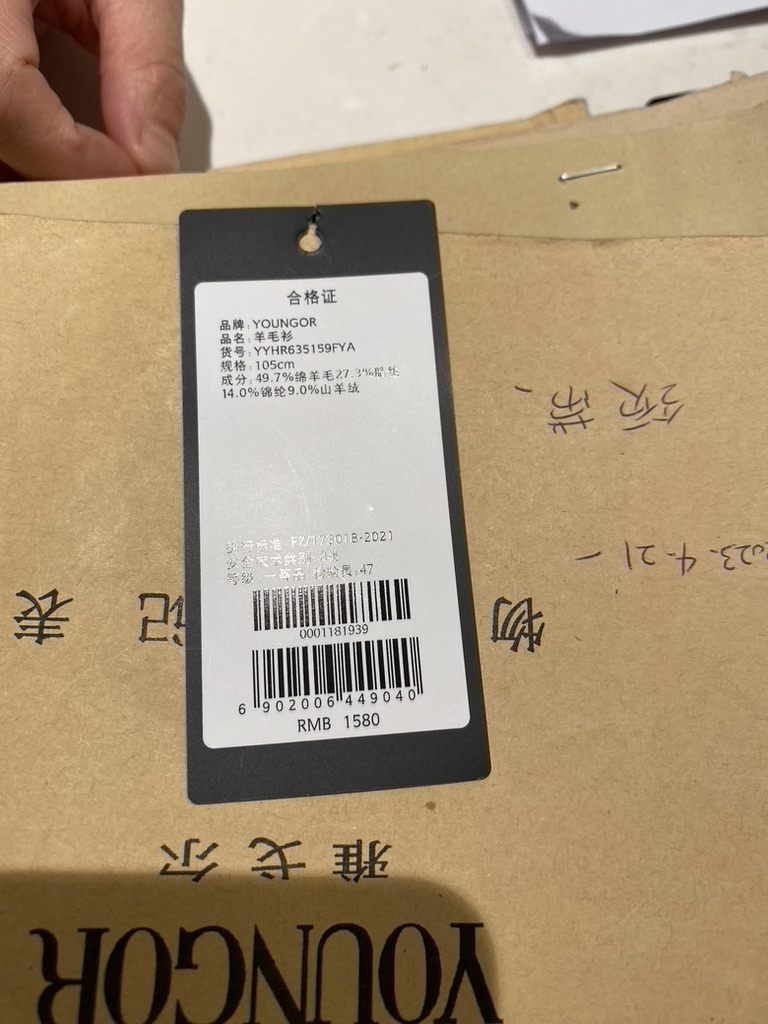 合格证
品牌: YOUNGOR
品名: 羊毛衫
货号: YYHR635159FYA
规格: 105cm
成分: 49.7%绵羊毛27.3%腈纶
14.0%锦纶9.0%山羊绒
执行标准: FZ/T73018-2021
安全技术类别:B类
等级: 一等品 检验员:47
0001181939
6 902006 449040
RMB 1580
领带
2023.4.21
物 记 表
雅戈尔
YOUNGOR